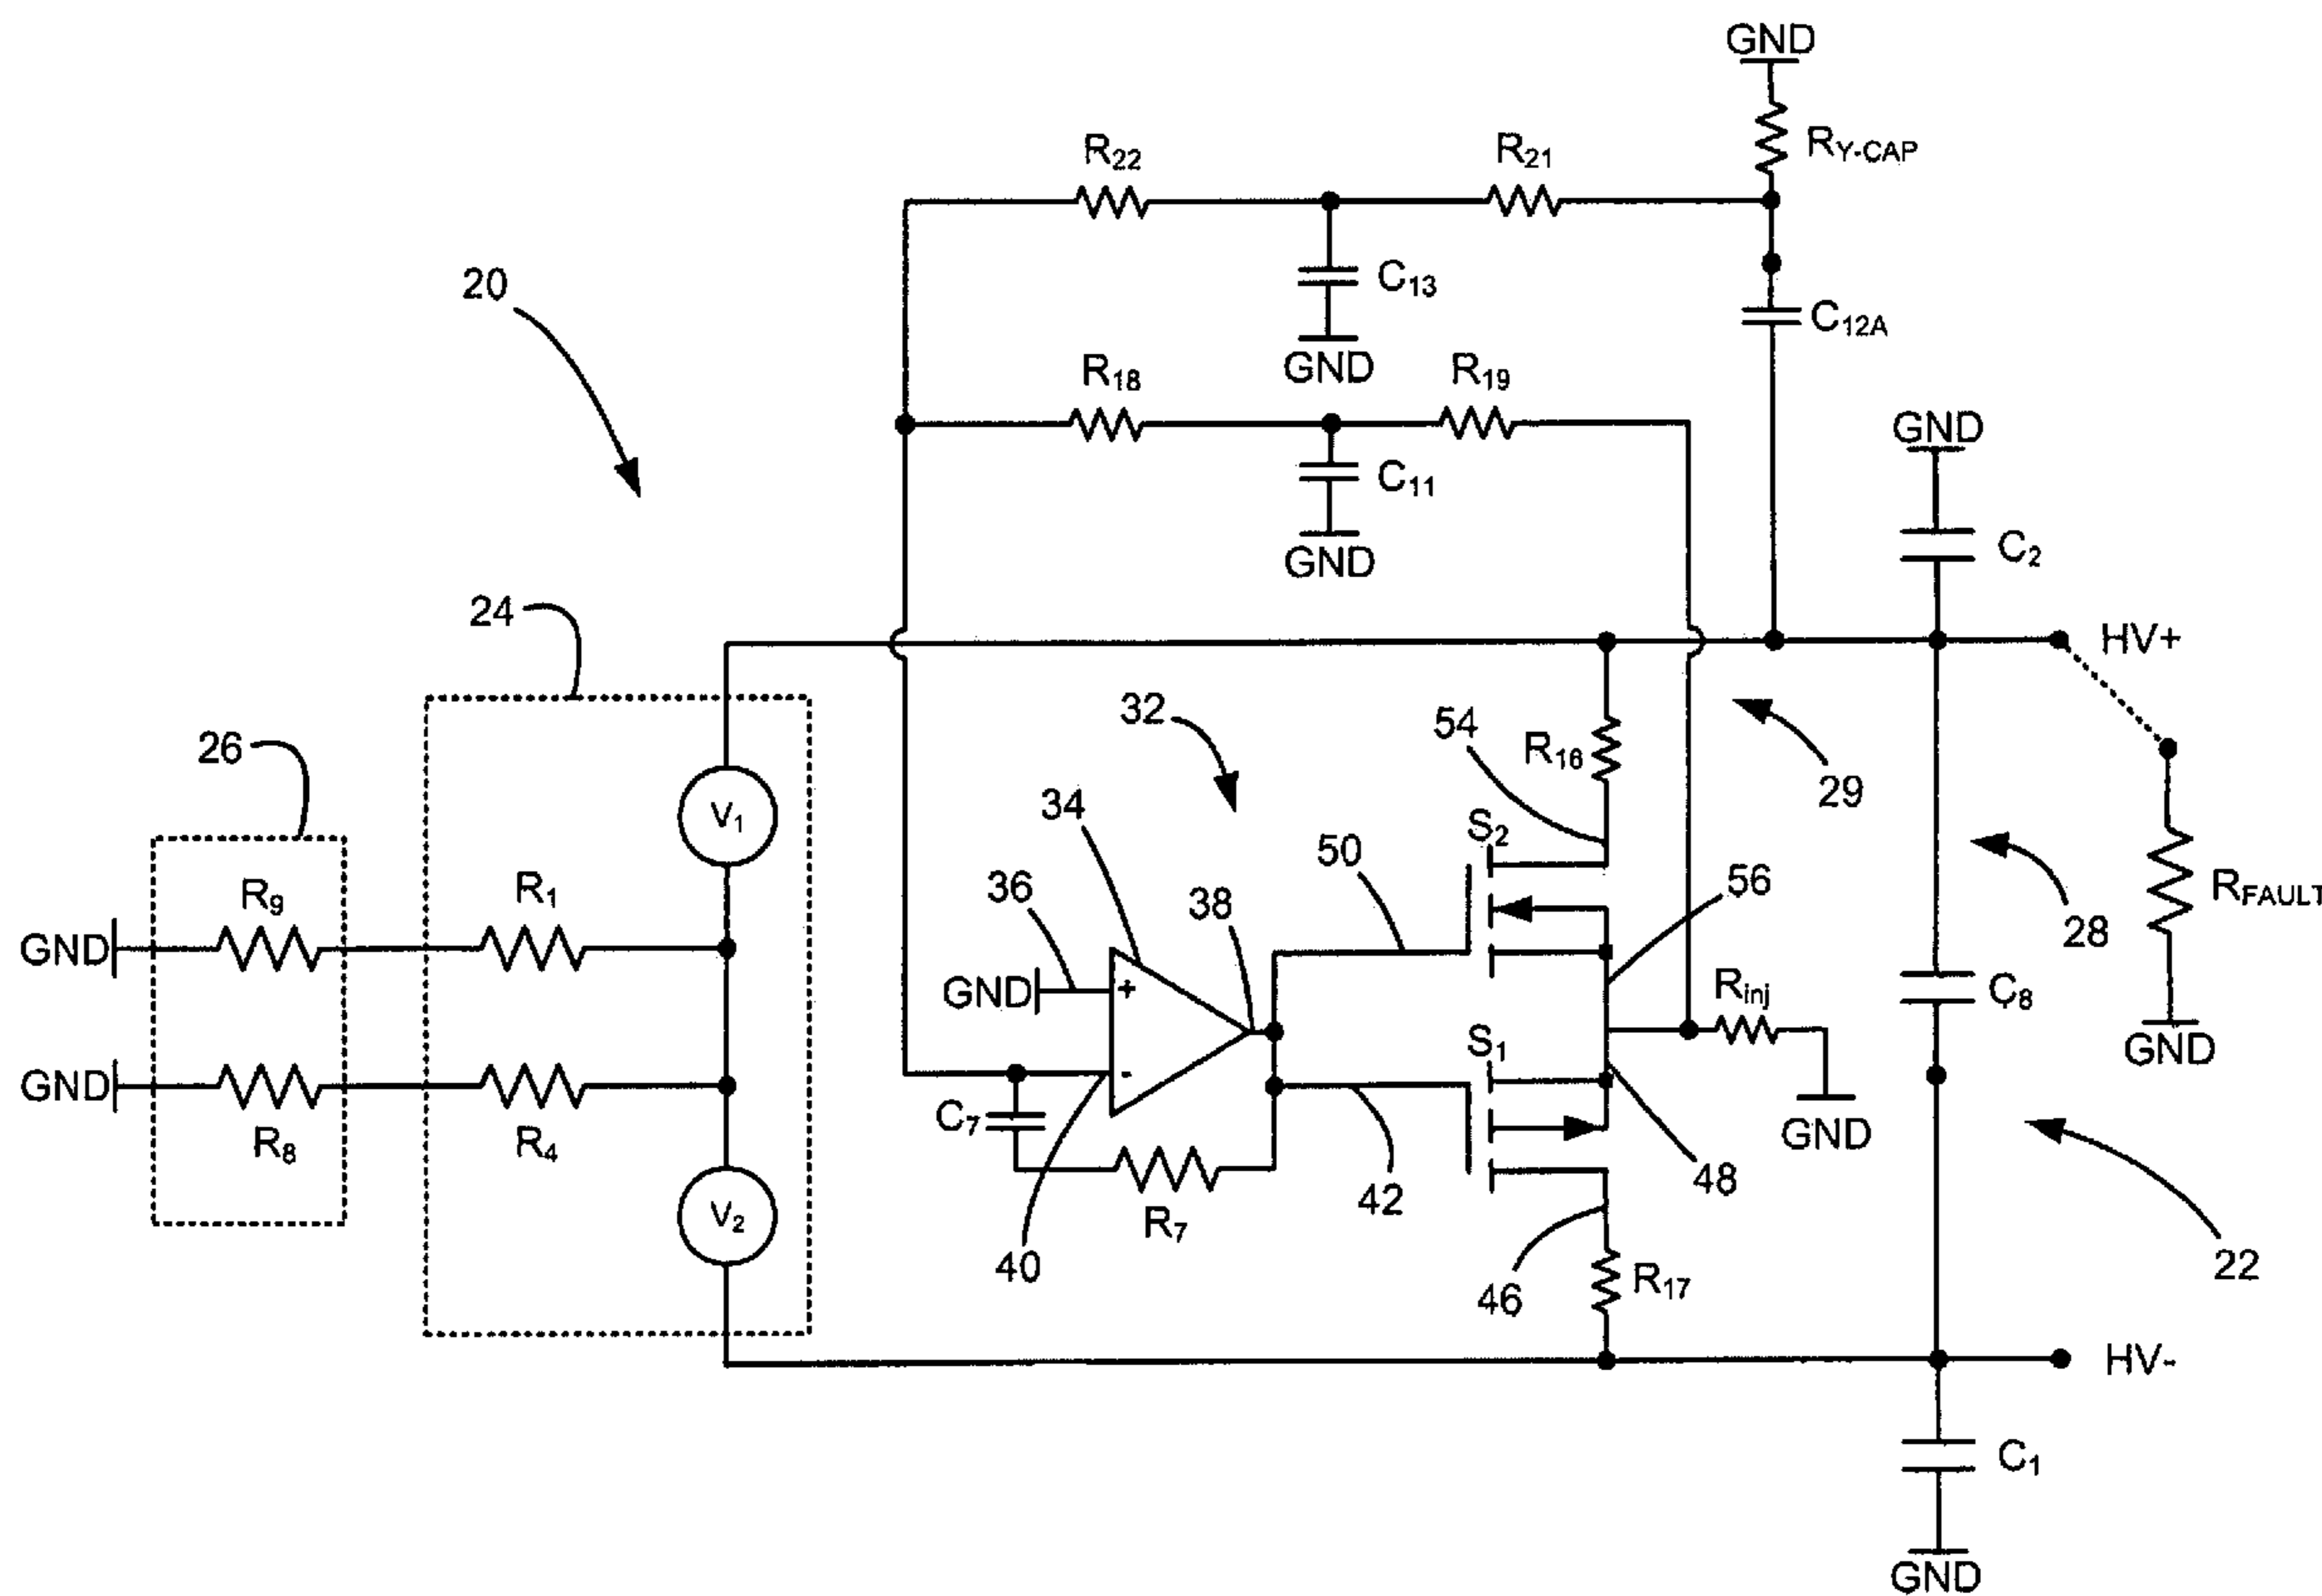 GND
R22
R21
RY-CAP
20
C13
C12A
GND
R18
R19
GND
C11
GND
C2
24
HV+
32
54
R16
26
34
S2
29
V1
36
38
50
56
RFAULT
R9
R1
28
GND
GND
+
Rinj
C8
S1
GND
-
GND
C7
GND
R8
R4
42
48
V2
R7
40
46
R17
22
HV-
C1
GND